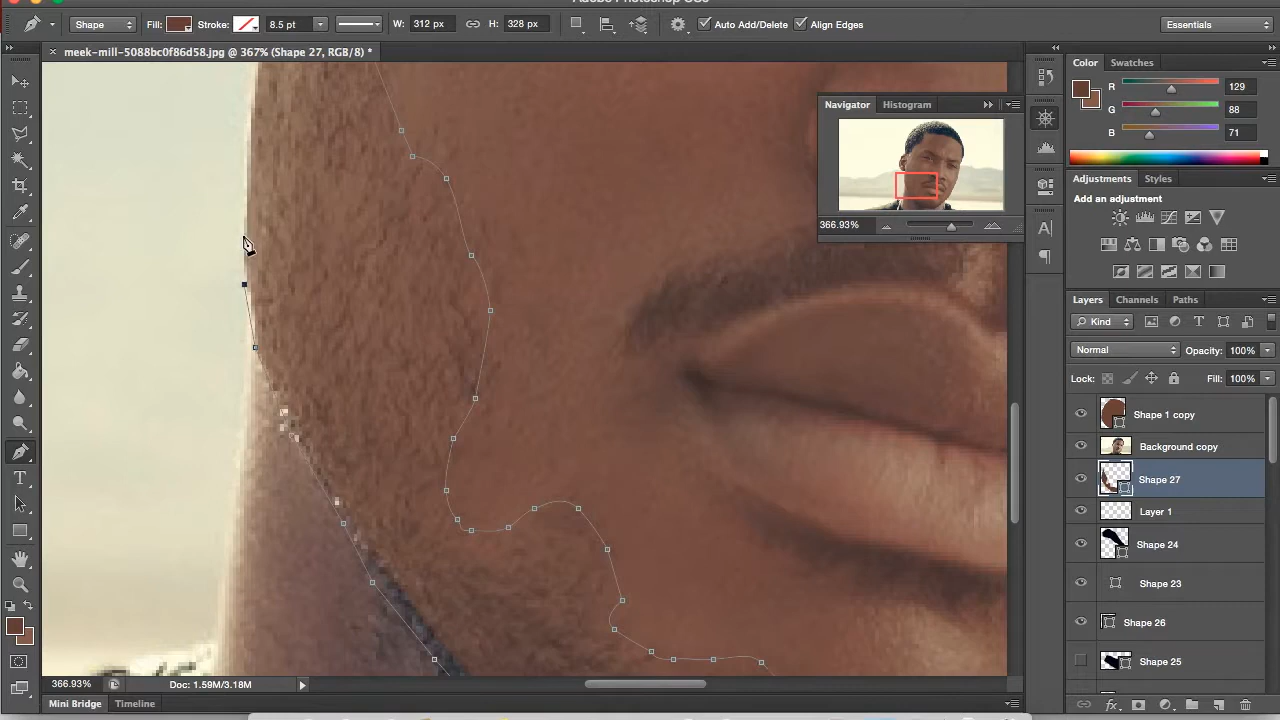 Shape
Fill:
Stroke:
8.5 pt
W: 312 px
H: 328 px
Auto Add/Delete
Align Edges
Essentials
meek-mill-5088bc0f86d58.jpg @ 367% (Shape 27, RGB/8) *
Color
Swatches
R
129
G
88
B
71
Navigator
Histogram
366.93%
Adjustments
Styles
Add an adjustment
Layers
Channels
Paths
Kind
Normal
Opacity: 100%
Lock:
Fill: 100%
Shape 1 copy
Background copy
Shape 27
Layer 1
Shape 24
Shape 23
Shape 26
Shape 25
366.93%
Doc: 1.59M/3.18M
Mini Bridge
Timeline